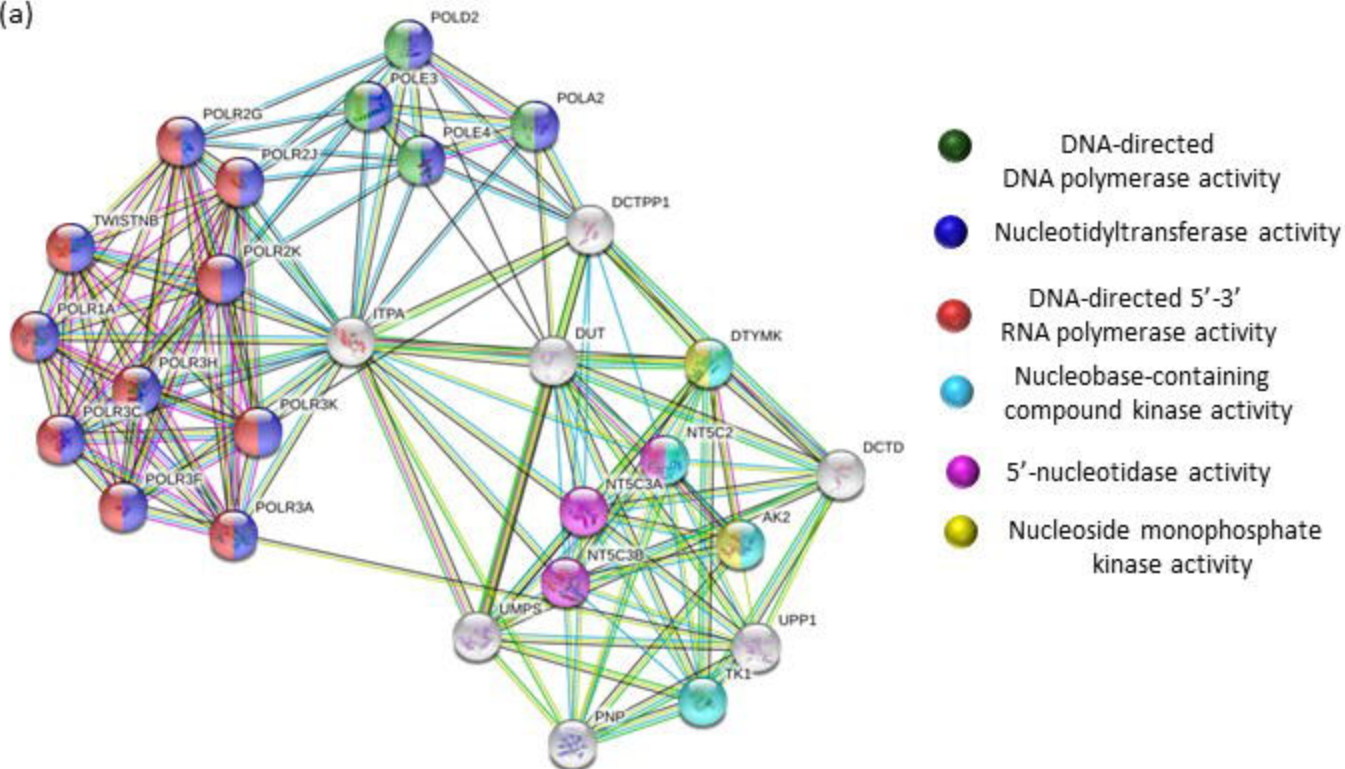 (a)
POLD2
POLE3
POLA2
POLR2G
POLE4
POLR2J
DCTPP1
TWISTNB
POLR2K
POLR1A
ITPA
DUT
DTYMK
POLR3H
POLR3C
POLR3K
NT5C2
DCTD
POLR3F
NT5C3A
POLR3A
AK2
NT5C3B
UMPS
UPP1
TK1
PNP
DNA-directed
DNA polymerase activity
Nucleotidyltransferase activity
DNA-directed 5’-3’
RNA polymerase activity
Nucleobase-containing
compound kinase activity
5’-nucleotidase activity
Nucleoside monophosphate
kinase activity